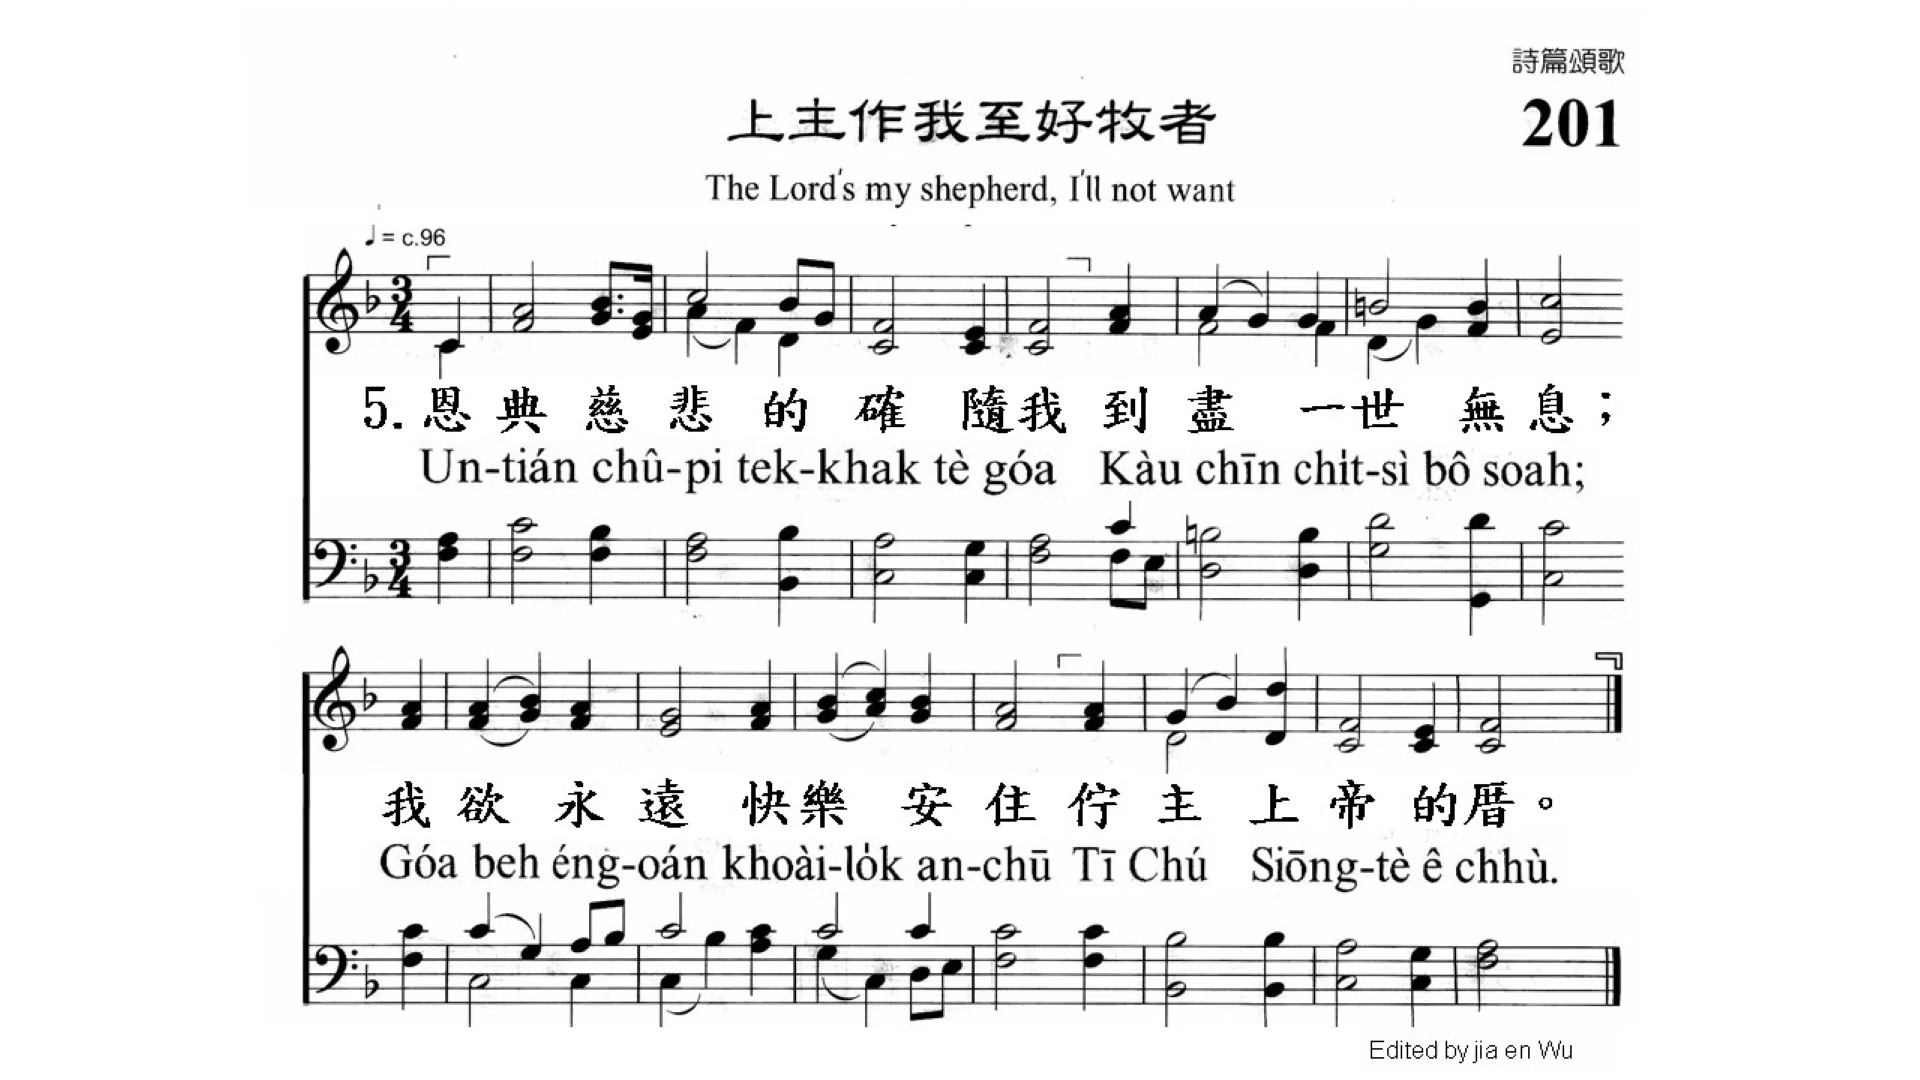 詩篇頌歌
上主作我至好牧者
201
The Lord's my shepherd, I'll not want
♩= c.96
5. 恩典慈悲的確隨我到盡一世無息；
Un-tián chû-pi tek-khak tè góa Kàu chīn chi̍t-sì bô soah;
我欲永遠快樂安住佇主上帝的厝。
Góa beh éng-oán khoài-lo̍k an-chū Tī Chú Siōng-tè ê chhù.
Edited by jia en Wu